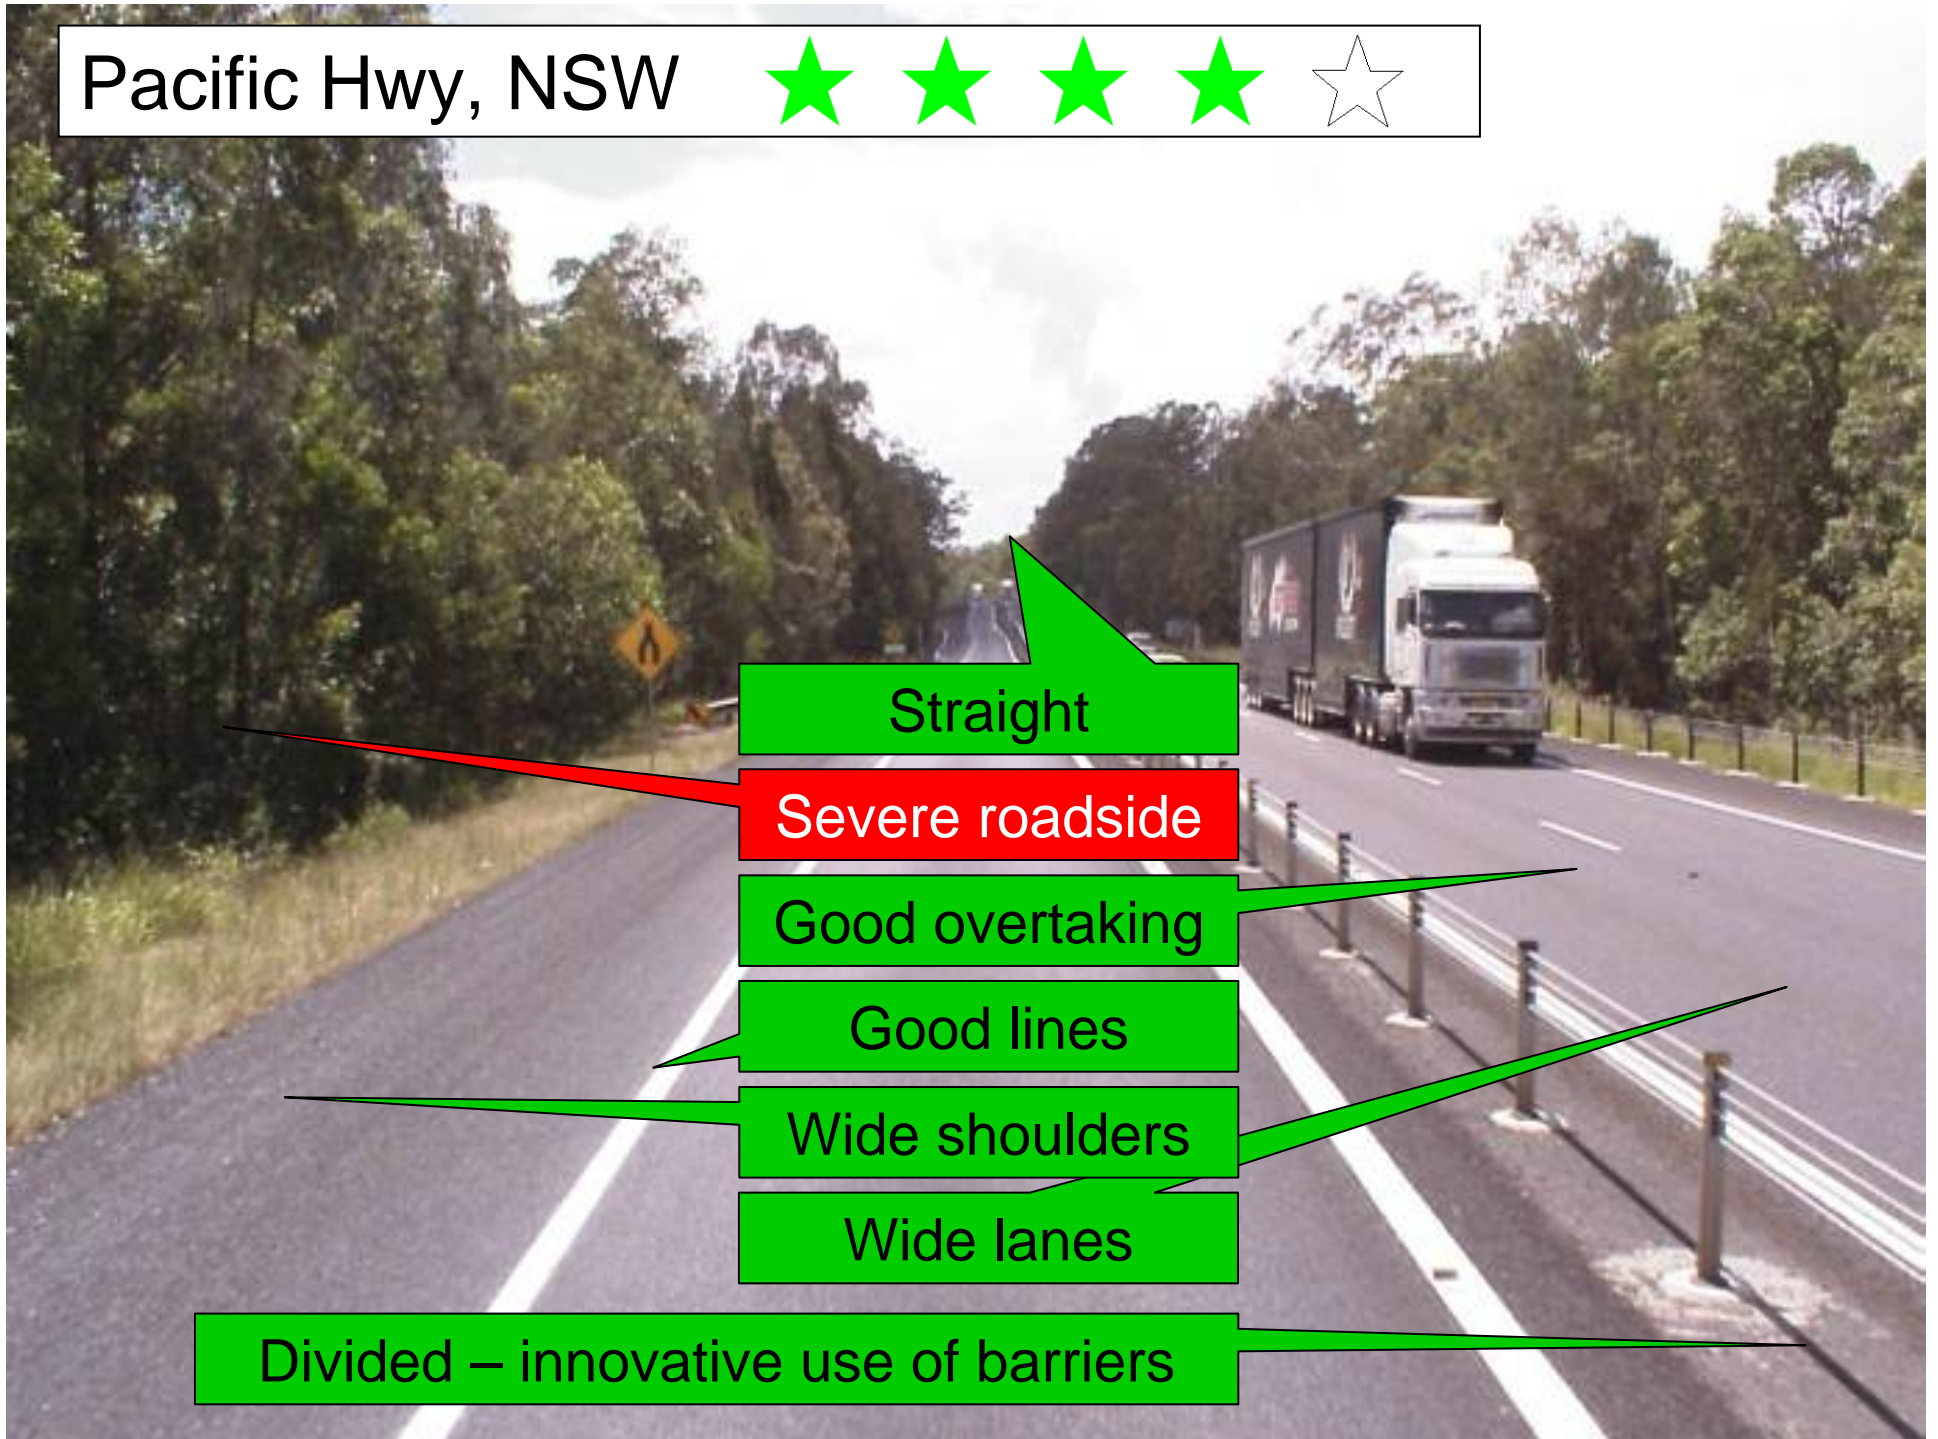 Pacific Hwy, NSW
Straight
Severe roadside
Good overtaking
Good lines
Wide shoulders
Wide lanes
Divided – innovative use of barriers